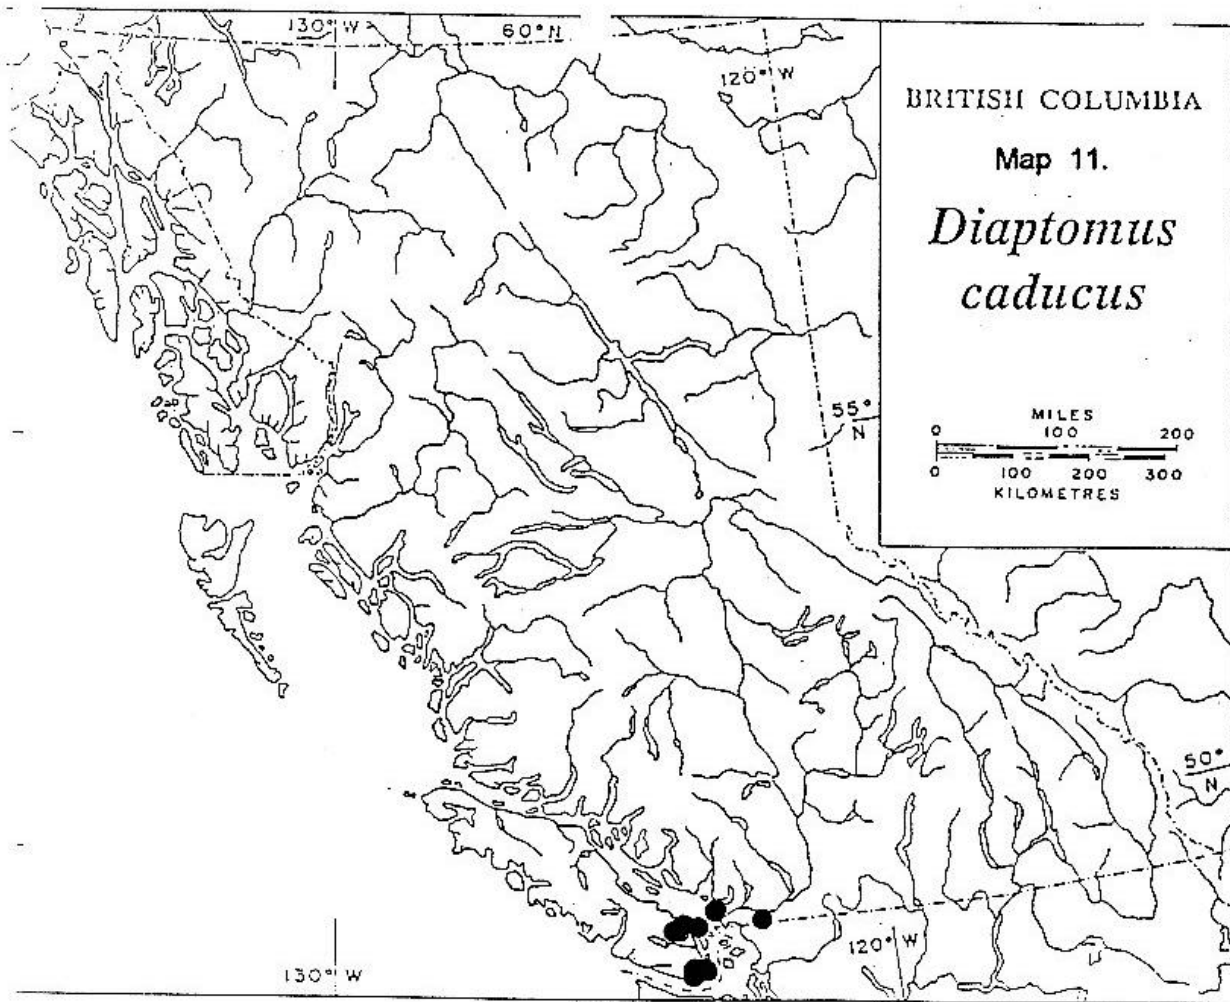 130° W
60° N
120° W
BRITISH COLUMBIA
Map 11.
Diaptomus
caducus
55°
N
MILES
0 100 200
0 100 200 300
KILOMETRES
50°
N
130° W
120° W